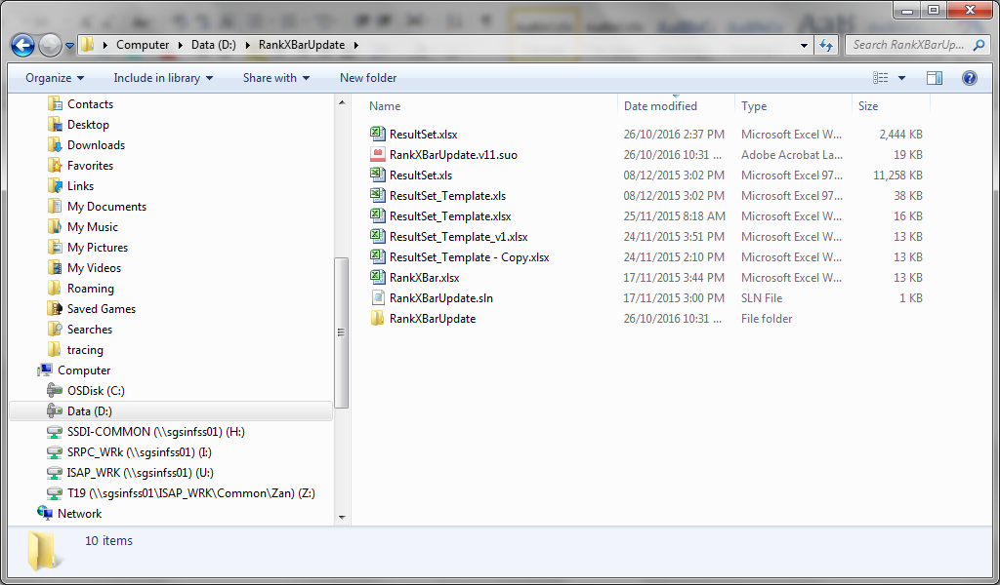 Computer Data (D:) RankXBarUpdate Search RankXBarUp...
Organize Include in library Share with New folder
Contacts
Desktop
Downloads
Favorites
Links
My Documents
My Music
My Pictures
My Videos
Roaming
Saved Games
Searches
tracing
Computer
OSDisk (C:)
Data (D:)
SSDI-COMMON (\\sgsinfss01) (H:)
SRPC_WRk (\\sgsinfss01) (I:)
ISAP_WRK (\\sgsinfss01) (U:)
T19 (\\sgsinfss01\ISAP_WRK\Common\Zan) (Z:)
Network
Name Date modified Type Size
ResultSet.xlsx 26/10/2016 2:37 PM Microsoft Excel W... 2,444 KB
RankXBarUpdate.v11.suo 26/10/2016 10:31 ... Adobe Acrobat La... 19 KB
ResultSet.xls 08/12/2015 3:02 PM Microsoft Excel 97... 11,258 KB
ResultSet_Template.xls 08/12/2015 3:02 PM Microsoft Excel 97... 38 KB
ResultSet_Template.xlsx 25/11/2015 8:18 AM Microsoft Excel W... 16 KB
ResultSet_Template_v1.xlsx 24/11/2015 3:51 PM Microsoft Excel W... 13 KB
ResultSet_Template - Copy.xlsx 24/11/2015 2:10 PM Microsoft Excel W... 13 KB
RankXBar.xlsx 17/11/2015 3:44 PM Microsoft Excel W... 13 KB
RankXBarUpdate.sln 17/11/2015 3:00 PM SLN File 1 KB
RankXBarUpdate 26/10/2016 10:31 ... File folder
10 items